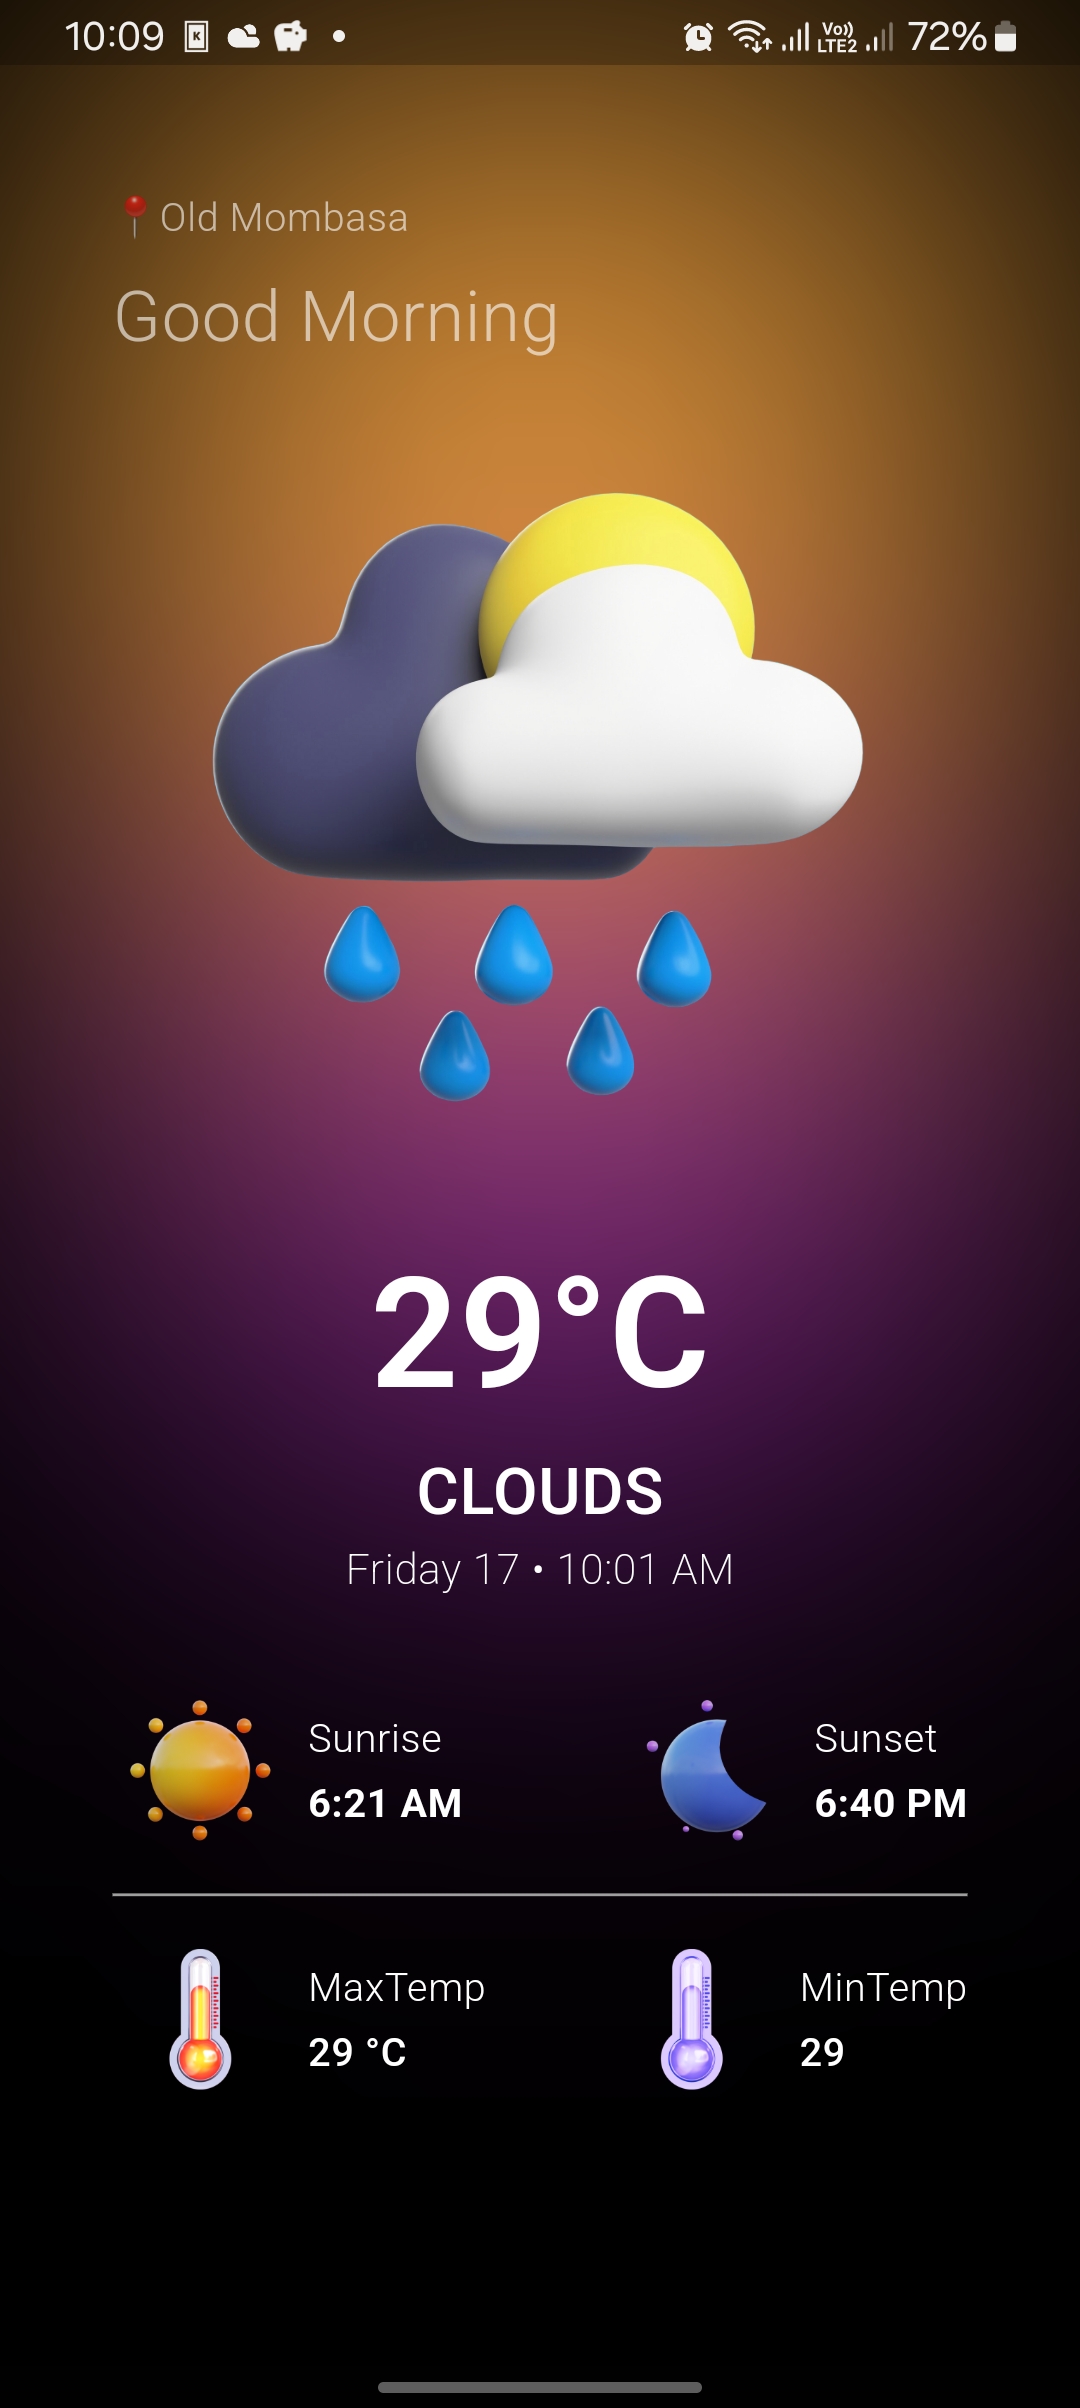 10:09 K Vo)) LTE2 72%
📍 Old Mombasa
Good Morning
29°C
CLOUDS
Friday 17 • 10:01 AM
Sunrise Sunset
6:21 AM 6:40 PM
MaxTemp MinTemp
29 °C 29